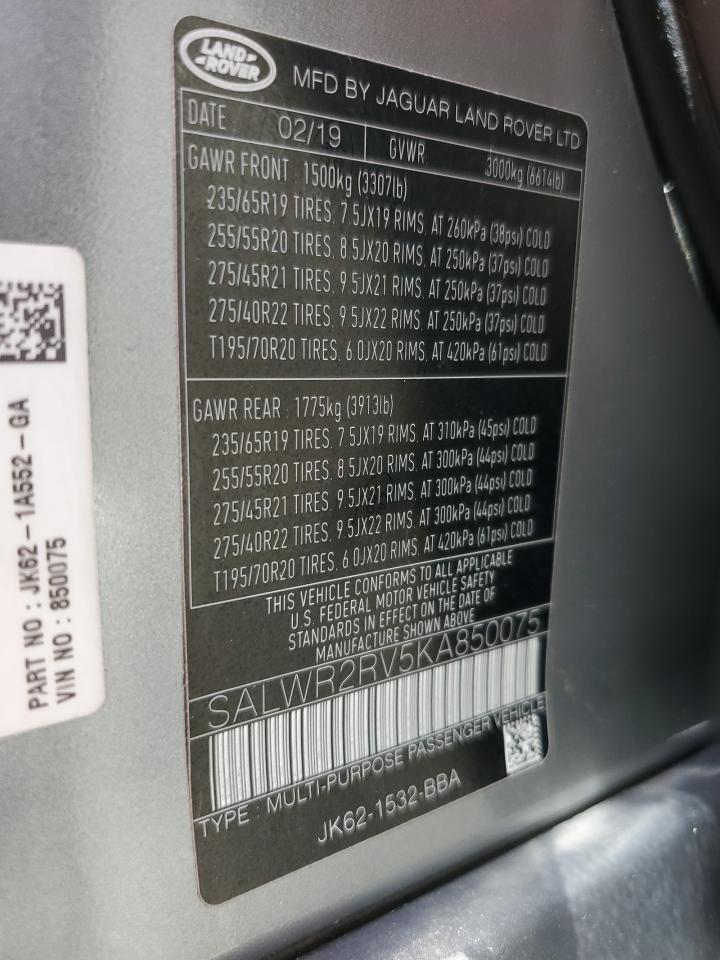 LAND ROVER
MFD BY JAGUAR LAND ROVER LTD
DATE 02/19 GVWR 3000kg (6614lb)
GAWR FRONT 1500kg (3307lb)
235/65R19 TIRES, 7.5JX19 RIMS, AT 260kPa (38psi) COLD
255/55R20 TIRES, 8.5JX20 RIMS, AT 250kPa (37psi) COLD
275/45R21 TIRES, 9.5JX21 RIMS, AT 250kPa (37psi) COLD
275/40R22 TIRES, 9.5JX22 RIMS, AT 250kPa (37psi) COLD
T195/70R20 TIRES, 6.0JX20 RIMS, AT 420kPa (61psi) COLD
GAWR REAR 1775kg (3913lb)
235/65R19 TIRES, 7.5JX19 RIMS, AT 310kPa (45psi) COLD
255/55R20 TIRES, 8.5JX20 RIMS, AT 300kPa (44psi) COLD
275/45R21 TIRES, 9.5JX21 RIMS, AT 300kPa (44psi) COLD
275/40R22 TIRES, 9.5JX22 RIMS, AT 300kPa (44psi) COLD
T195/70R20 TIRES, 6.0JX20 RIMS, AT 420kPa (61psi) COLD
THIS VEHICLE CONFORMS TO ALL APPLICABLE
U.S. FEDERAL MOTOR VEHICLE SAFETY
STANDARDS IN EFFECT ON THE DATE OF
MANUFACTURE SHOWN ABOVE
SALWR2RV5KA850075
TYPE : MULTI-PURPOSE PASSENGER VEHICLE
JK62-1532-BBA
PART NO : JK62-1A552-GA
VIN NO : 850075